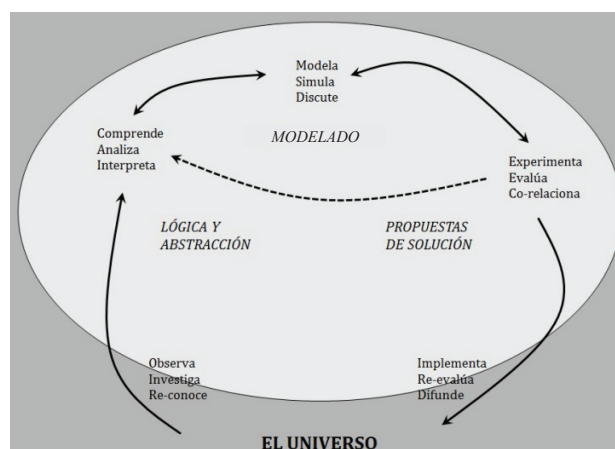 Modela
Simula
Discute
MODELADO
Comprende
Analiza
Interpreta
Experimenta
Evalúa
Co-relaciona
LÓGICA Y
ABSTRACCIÓN
PROPUESTAS
DE SOLUCIÓN
Observa
Investiga
Re-conoce
Implementa
Re-evalúa
Difunde
EL UNIVERSO